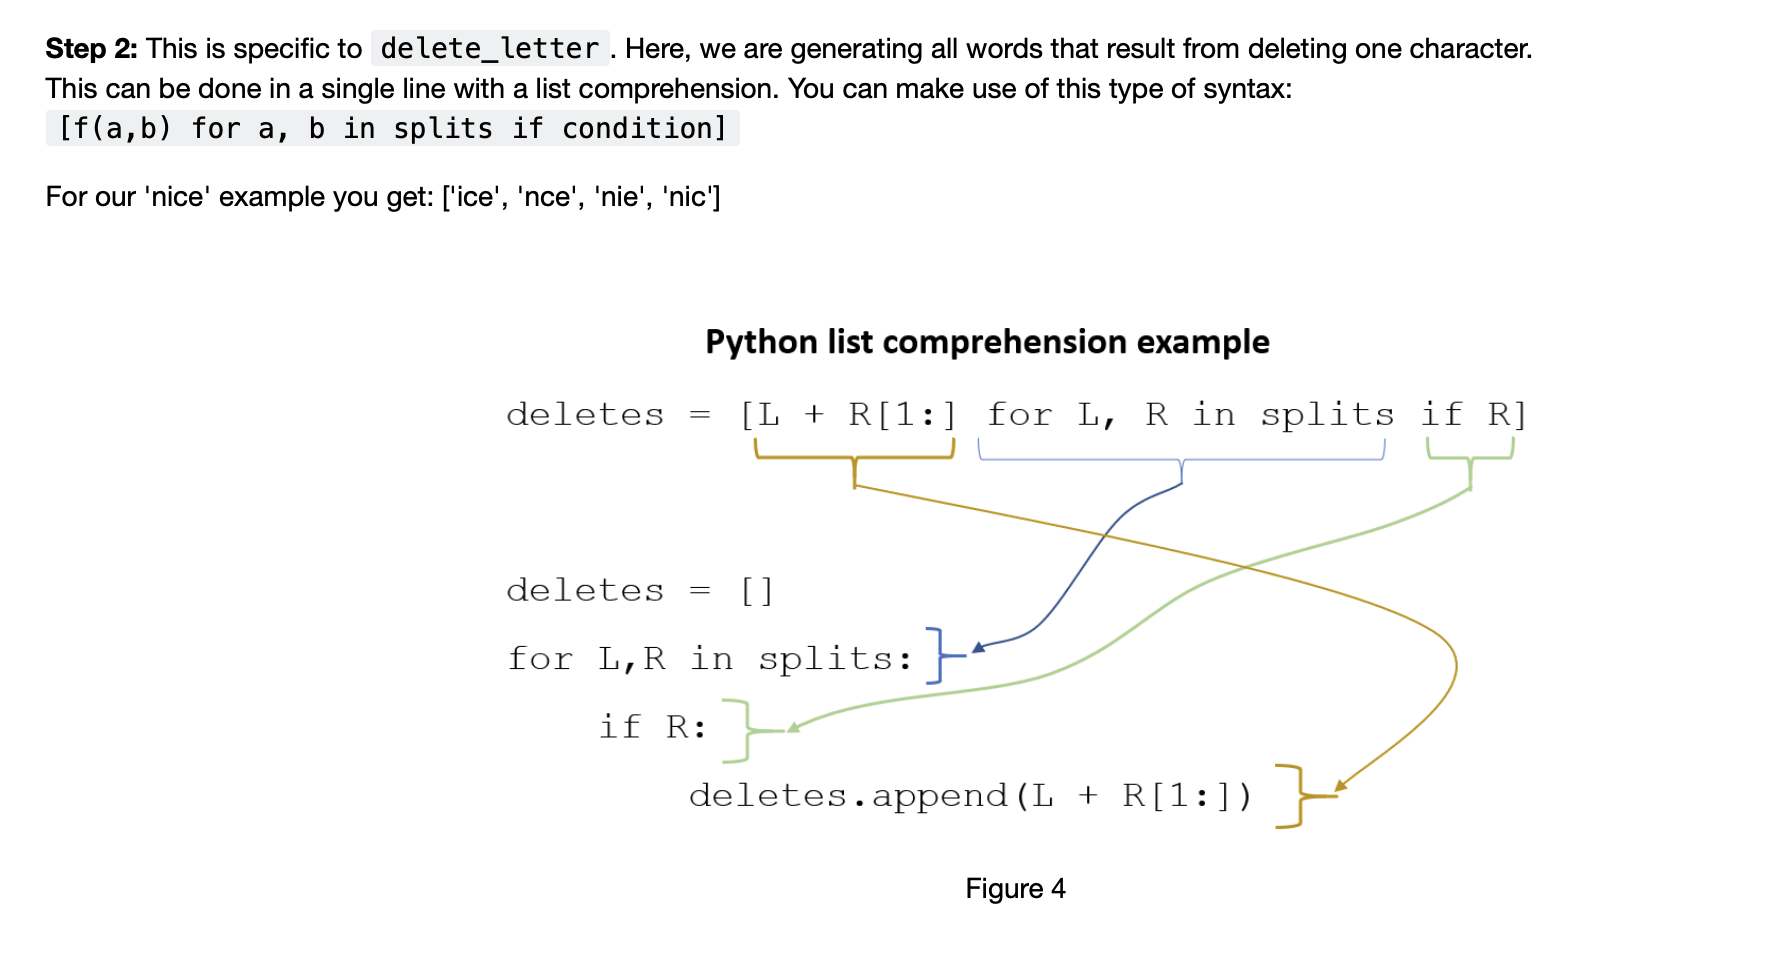 Step 2: This is specific to delete_letter . Here, we are generating all words that result from deleting one character.
This can be done in a single line with a list comprehension. You can make use of this type of syntax:
[f(a,b) for a, b in splits if condition]
For our 'nice' example you get: ['ice', 'nce', 'nie', 'nic']
Python list comprehension example
deletes = [L + R[1:] for L, R in splits if R]
deletes = []
for L,R in splits:
if R:
deletes.append(L + R[1:])
Figure 4